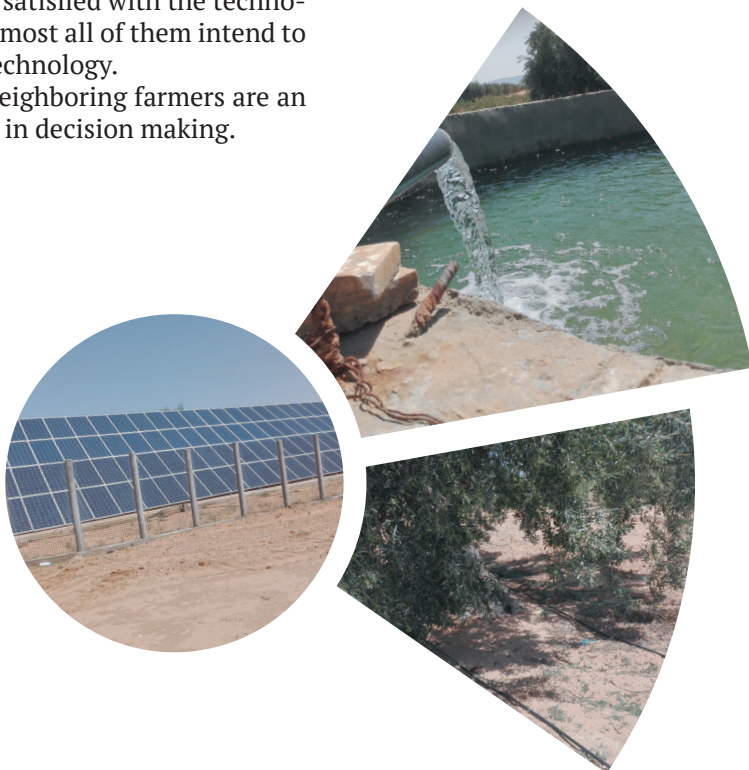 satisfied with the techno-
most all of them intend to
echnology.
eighboring farmers are an
in decision making.